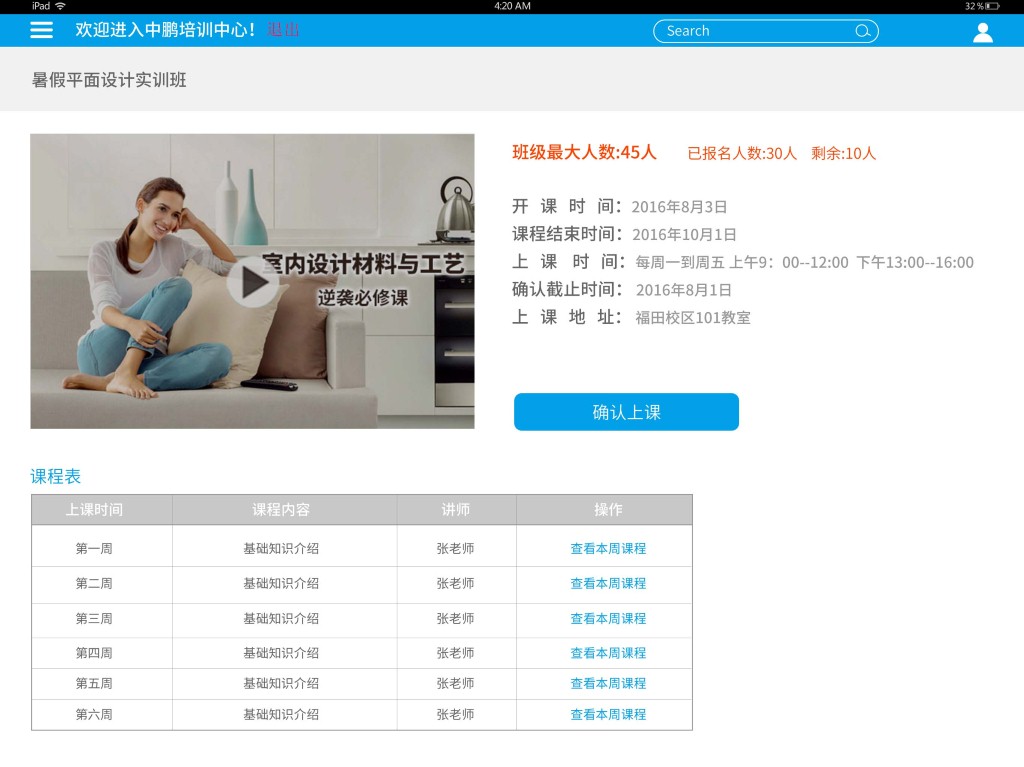 iPad 4:20 AM 32%
欢迎进入中鹏培训中心！ 退出 Search
暑假平面设计实训班
班级最大人数:45人 已报名人数:30人 剩余:10人
开 课 时 间： 2016年8月3日
课程结束时间： 2016年10月1日
上 课 时 间： 每周一到周五 上午9：00--12:00 下午13:00--16:00
确认截止时间： 2016年8月1日
上 课 地 址： 福田校区101教室
室内设计材料与工艺
逆袭必修课
确认上课
课程表
上课时间 课程内容 讲师 操作
第一周 基础知识介绍 张老师 查看本周课程
第二周 基础知识介绍 张老师 查看本周课程
第三周 基础知识介绍 张老师 查看本周课程
第四周 基础知识介绍 张老师 查看本周课程
第五周 基础知识介绍 张老师 查看本周课程
第六周 基础知识介绍 张老师 查看本周课程